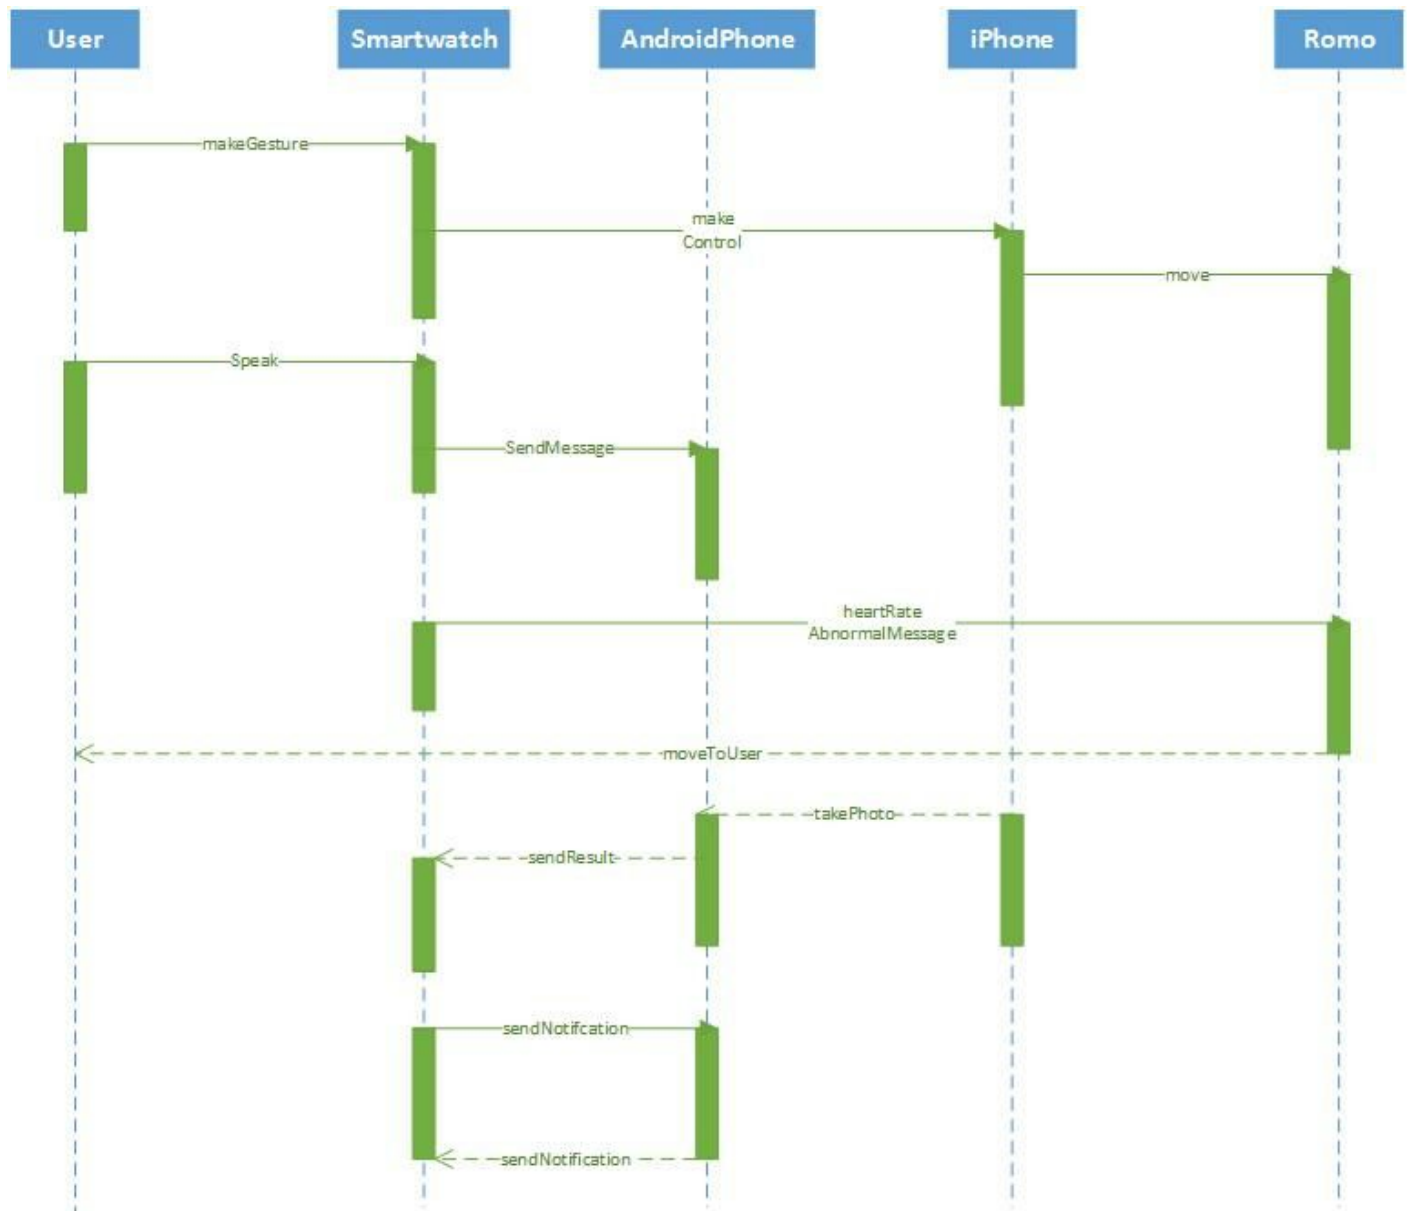 User
Smartwatch
AndroidPhone
iPhone
Romo
makeGesture
make
Control
move
Speak
SendMessage
heartRate
AbnormalMessage
moveToUser
takePhoto
sendResult
sendNotifcation
sendNotification